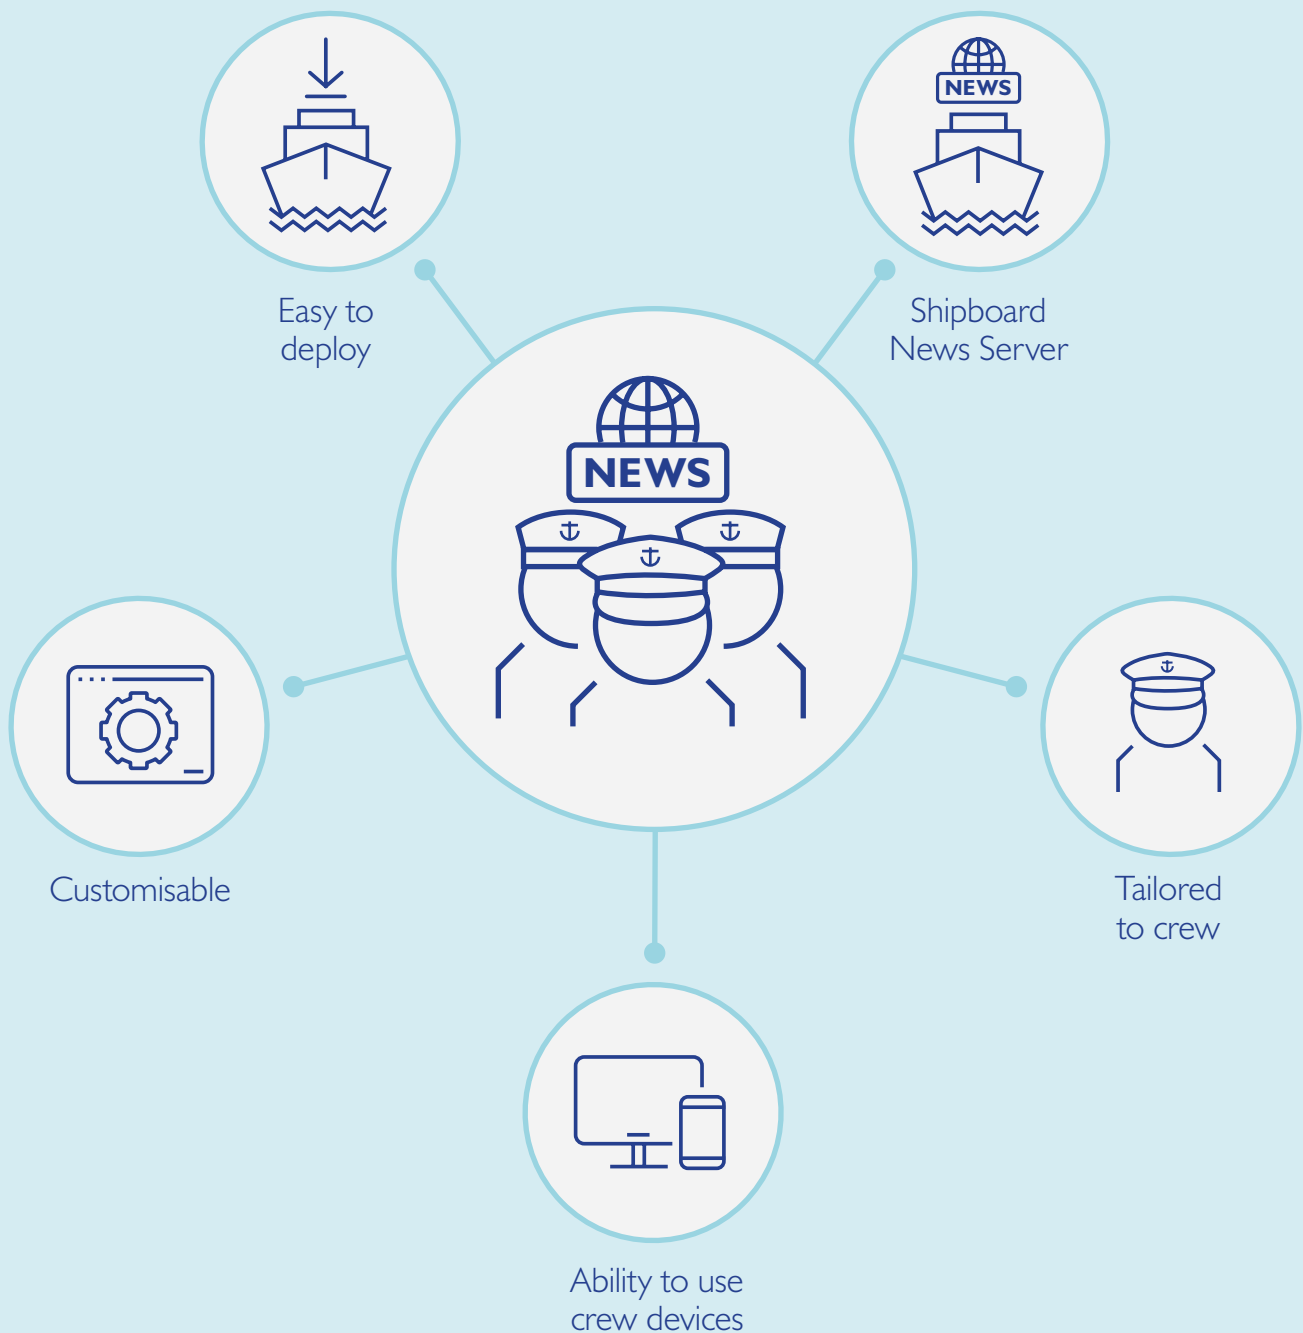 NEWS
Easy to
deploy
Shipboard
News Server
NEWS
Customisable
Tailored
to crew
Ability to use
crew devices